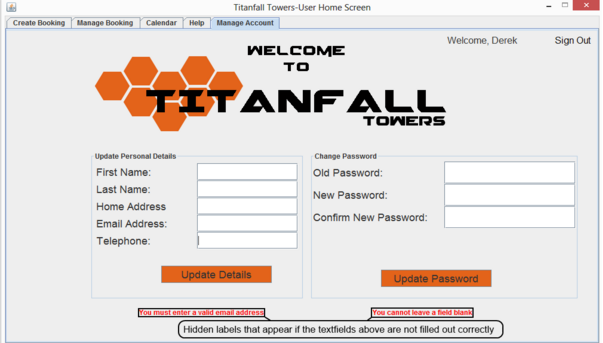 Titanfall Towers-User Home Screen
Create Booking Manage Booking Calendar Help Manage Account
Welcome, Derek Sign Out
WELCOME
TO
TITANFALL
TOWERS
Update Personal Details
First Name:
Last Name:
Home Address
Email Address:
Telephone:
Update Details
Change Password
Old Password:
New Password:
Confirm New Password:
Update Password
You must enter a valid email address
You cannot leave a field blank
Hidden labels that appear if the textfields above are not filled out correctly